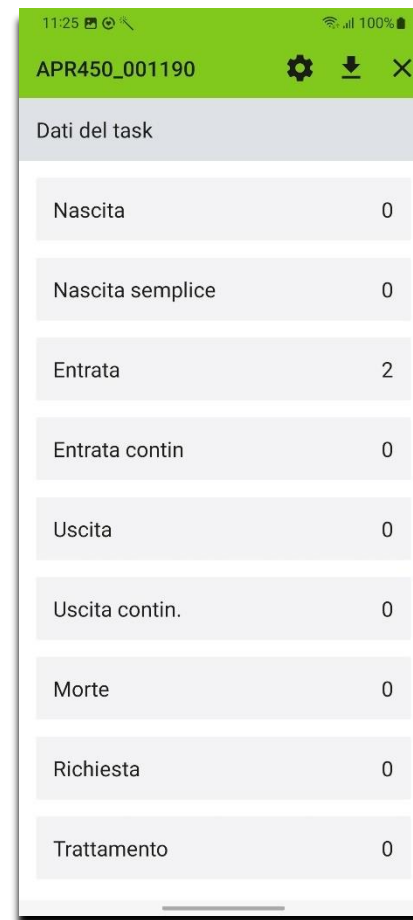 11:25 100%
APR450_001190
Dati del task
Nascita 0
Nascita semplice 0
Entrata 2
Entrata contin 0
Uscita 0
Uscita contin. 0
Morte 0
Richiesta 0
Trattamento 0